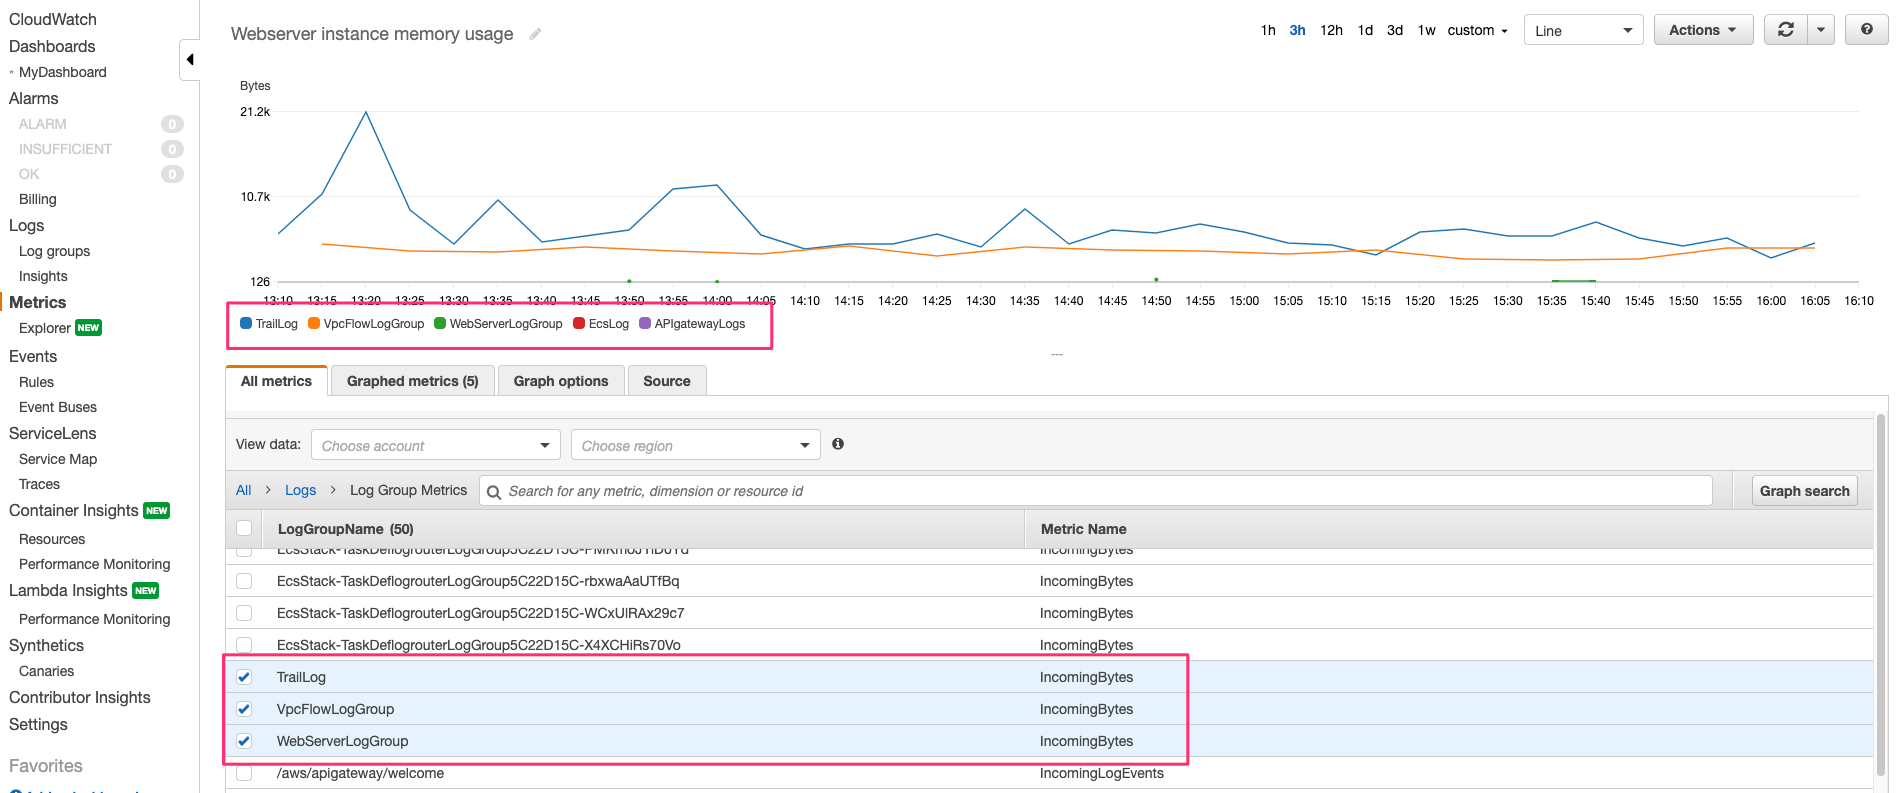 CloudWatch
Dashboards
MyDashboard
Alarms
ALARM 0
INSUFFICIENT 0
OK 0
Billing
Logs
Log groups
Insights
Metrics
Explorer NEW
Events
Rules
Event Buses
ServiceLens
Service Map
Traces
Container Insights NEW
Resources
Performance Monitoring
Lambda Insights NEW
Performance Monitoring
Synthetics
Canaries
Contributor Insights
Settings
Favorites
Webserver instance memory usage
1h 3h 12h 1d 3d 1w custom Line Actions
Bytes
21.2k
10.7k
126
13:10 13:15 13:20 13:25 13:30 13:35 13:40 13:45 13:50 13:55 14:00 14:05 14:10 14:15 14:20 14:25 14:30 14:35 14:40 14:45 14:50 14:55 15:00 15:05 15:10 15:15 15:20 15:25 15:30 15:35 15:40 15:45 15:50 15:55 16:00 16:05 16:10
TrailLog VpcFlowLogGroup WebServerLogGroup EcsLog APIgatewayLogs
All metrics Graphed metrics (5) Graph options Source
View data: Choose account Choose region
All > Logs > Log Group Metrics Search for any metric, dimension or resource id Graph search
LogGroupName (50) Metric Name
IncomingBytes
EcsStack-TaskDeflogrouterLogGroup5C22D15C-rbxwaAaUTfBq IncomingBytes
EcsStack-TaskDeflogrouterLogGroup5C22D15C-WCxUlRAx29c7 IncomingBytes
EcsStack-TaskDeflogrouterLogGroup5C22D15C-X4XCHiRs70Vo IncomingBytes
TrailLog IncomingBytes
VpcFlowLogGroup IncomingBytes
WebServerLogGroup IncomingBytes
/aws/apigateway/welcome IncomingLogEvents